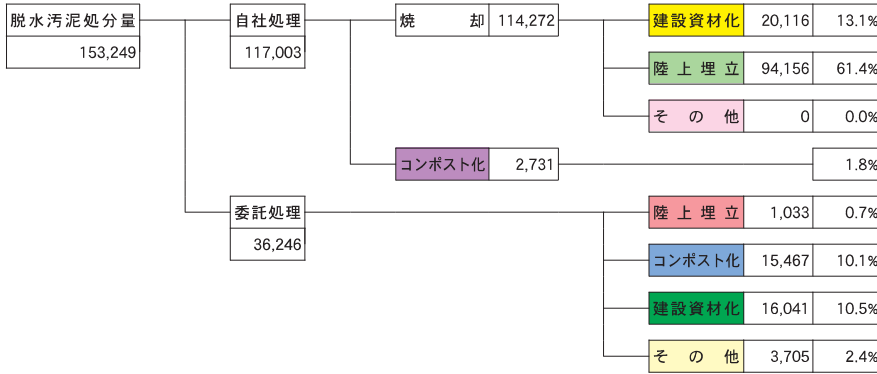 脱水汚泥処分量
153,249
自社処理
117,003
焼却 114,272
建設資材化 20,116 13.1%
陸上埋立 94,156 61.4%
その他 0 0.0%
コンポスト化 2,731 1.8%
委託処理
36,246
陸上埋立 1,033 0.7%
コンポスト化 15,467 10.1%
建設資材化 16,041 10.5%
その他 3,705 2.4%